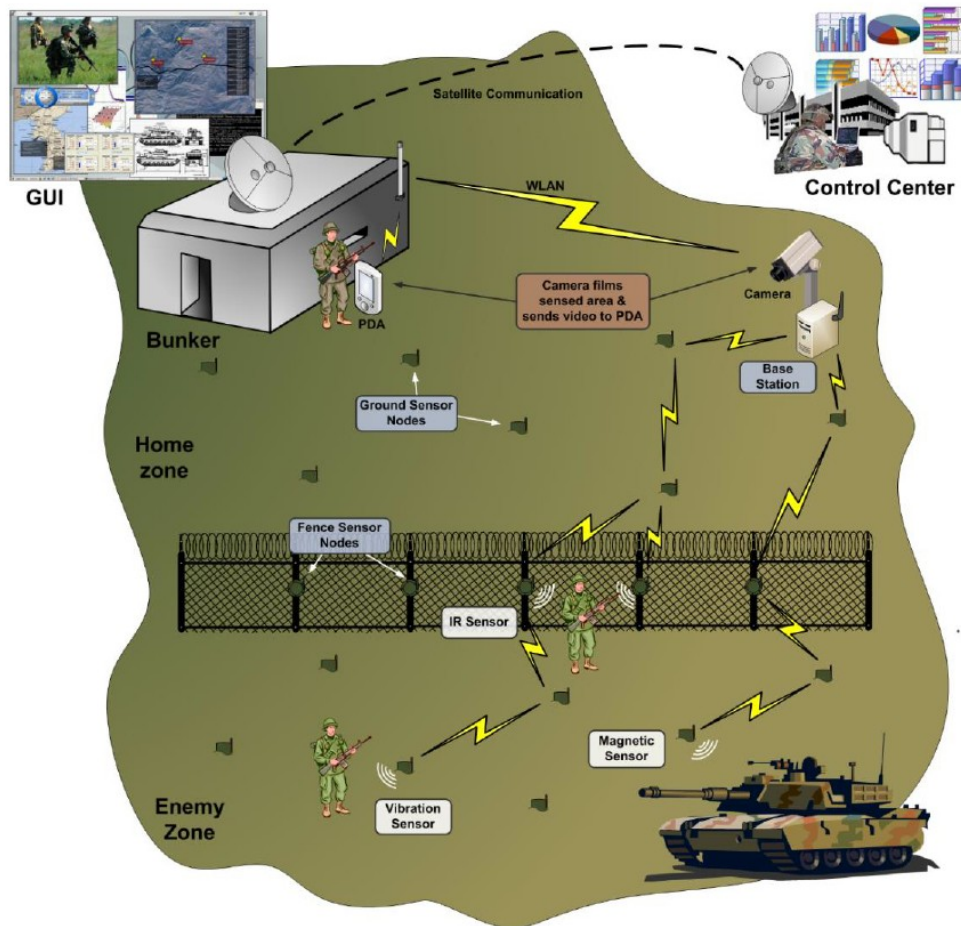 Satellite Communication
GUI
Control Center
WLAN
Camera films
sensed area &
sends video to PDA
Camera
PDA
Bunker
Base
Station
Ground Sensor
Nodes
Home
zone
Fence Sensor
Nodes
IR Sensor
Magnetic
Sensor
Vibration
Sensor
Enemy
Zone